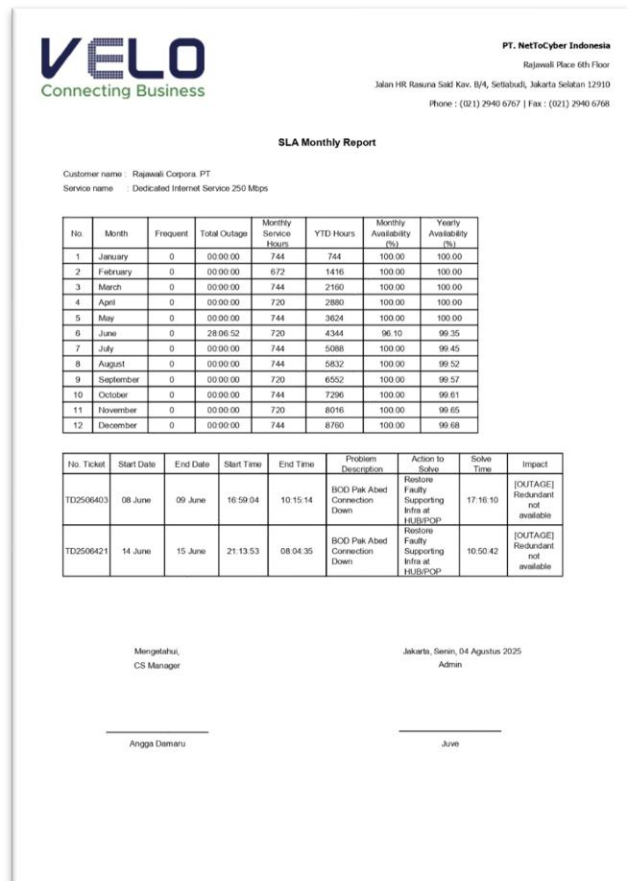 VELO
Connecting Business
PT. NetToCyber Indonesia
Rajawali Place 6th Floor
Jalan HR Rasuna Said Kav. B/4, Setiabudi, Jakarta Selatan 12910
Phone : (021) 2940 6767 | Fax : (021) 2940 6768
SLA Monthly Report
Customer name : Rajawali Corpora. PT
Service name : Dedicated Internet Service 250 Mbps
No. Month Frequent Total Outage Monthly Service Hours YTD Hours Monthly Availability (%) Yearly Availability (%)
1 January 0 00:00:00 744 744 100.00 100.00
2 February 0 00:00:00 672 1416 100.00 100.00
3 March 0 00:00:00 744 2160 100.00 100.00
4 April 0 00:00:00 720 2880 100.00 100.00
5 May 0 00:00:00 744 3624 100.00 100.00
6 June 0 28:06:52 720 4344 96.10 99.35
7 July 0 00:00:00 744 5088 100.00 99.45
8 August 0 00:00:00 744 5832 100.00 99.52
9 September 0 00:00:00 720 6552 100.00 99.57
10 October 0 00:00:00 744 7296 100.00 99.61
11 November 0 00:00:00 720 8016 100.00 99.65
12 December 0 00:00:00 744 8760 100.00 99.68
No. Ticket Start Date End Date Start Time End Time Problem Description Action to Solve Solve Time Impact
TD2506403 08 June 09 June 16:59:04 10:15:14 BOD Pak Abed Connection Down Restore Faulty Supporting Infra at HUB/POP 17:16:10 [OUTAGE] Redundant not available
TD2506421 14 June 15 June 21:13:53 08:04:35 BOD Pak Abed Connection Down Restore Faulty Supporting Infra at HUB/POP 10:50:42 [OUTAGE] Redundant not available
Mengetahui,
CS Manager
Jakarta, Senin, 04 Agustus 2025
Admin
Angga Damaru
Juve